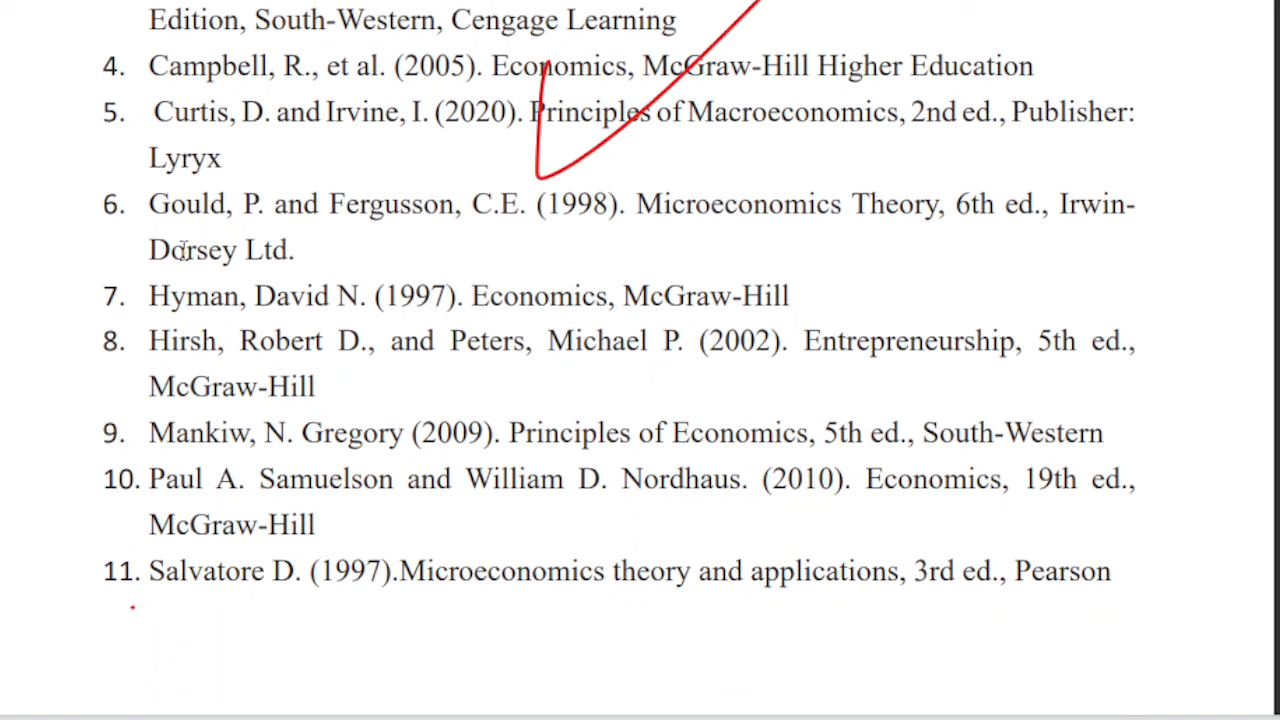 Edition, South-Western, Cengage Learning
4. Campbell, R., et al. (2005). Economics, McGraw-Hill Higher Education
5. Curtis, D. and Irvine, I. (2020). Principles of Macroeconomics, 2nd ed., Publisher:
Lyryx
6. Gould, P. and Fergusson, C.E. (1998). Microeconomics Theory, 6th ed., Irwin-
Dorsey Ltd.
7. Hyman, David N. (1997). Economics, McGraw-Hill
8. Hirsh, Robert D., and Peters, Michael P. (2002). Entrepreneurship, 5th ed.,
McGraw-Hill
9. Mankiw, N. Gregory (2009). Principles of Economics, 5th ed., South-Western
10. Paul A. Samuelson and William D. Nordhaus. (2010). Economics, 19th ed.,
McGraw-Hill
11. Salvatore D. (1997).Microeconomics theory and applications, 3rd ed., Pearson